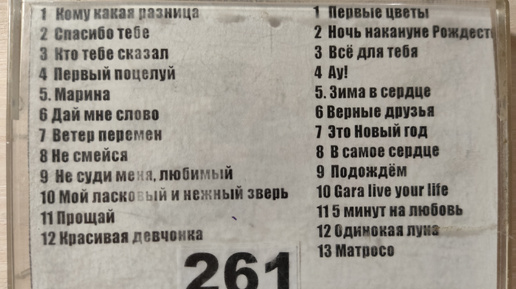 1 Кому какая разница
2 Спасибо тебе
3 Кто тебе сказал
4 Первый поцелуй
5. Марина
6 Дай мне слово
7 Ветер перемен
8 Не смейся
9 Не суди меня, любимый
10 Мой ласковый и нежный зверь
11 Прощай
12 Красивая девчонка
1 Первые цветы
2 Ночь накануне Рождест
3 Всё для тебя
4 Ау!
5. Зима в сердце
6 Верные друзья
7 Это Новый год
8 В самое сердце
9 Подождём
10 Gara live your life
11 5 минут на любовь
12 Одинокая луна
13 Матросо
261